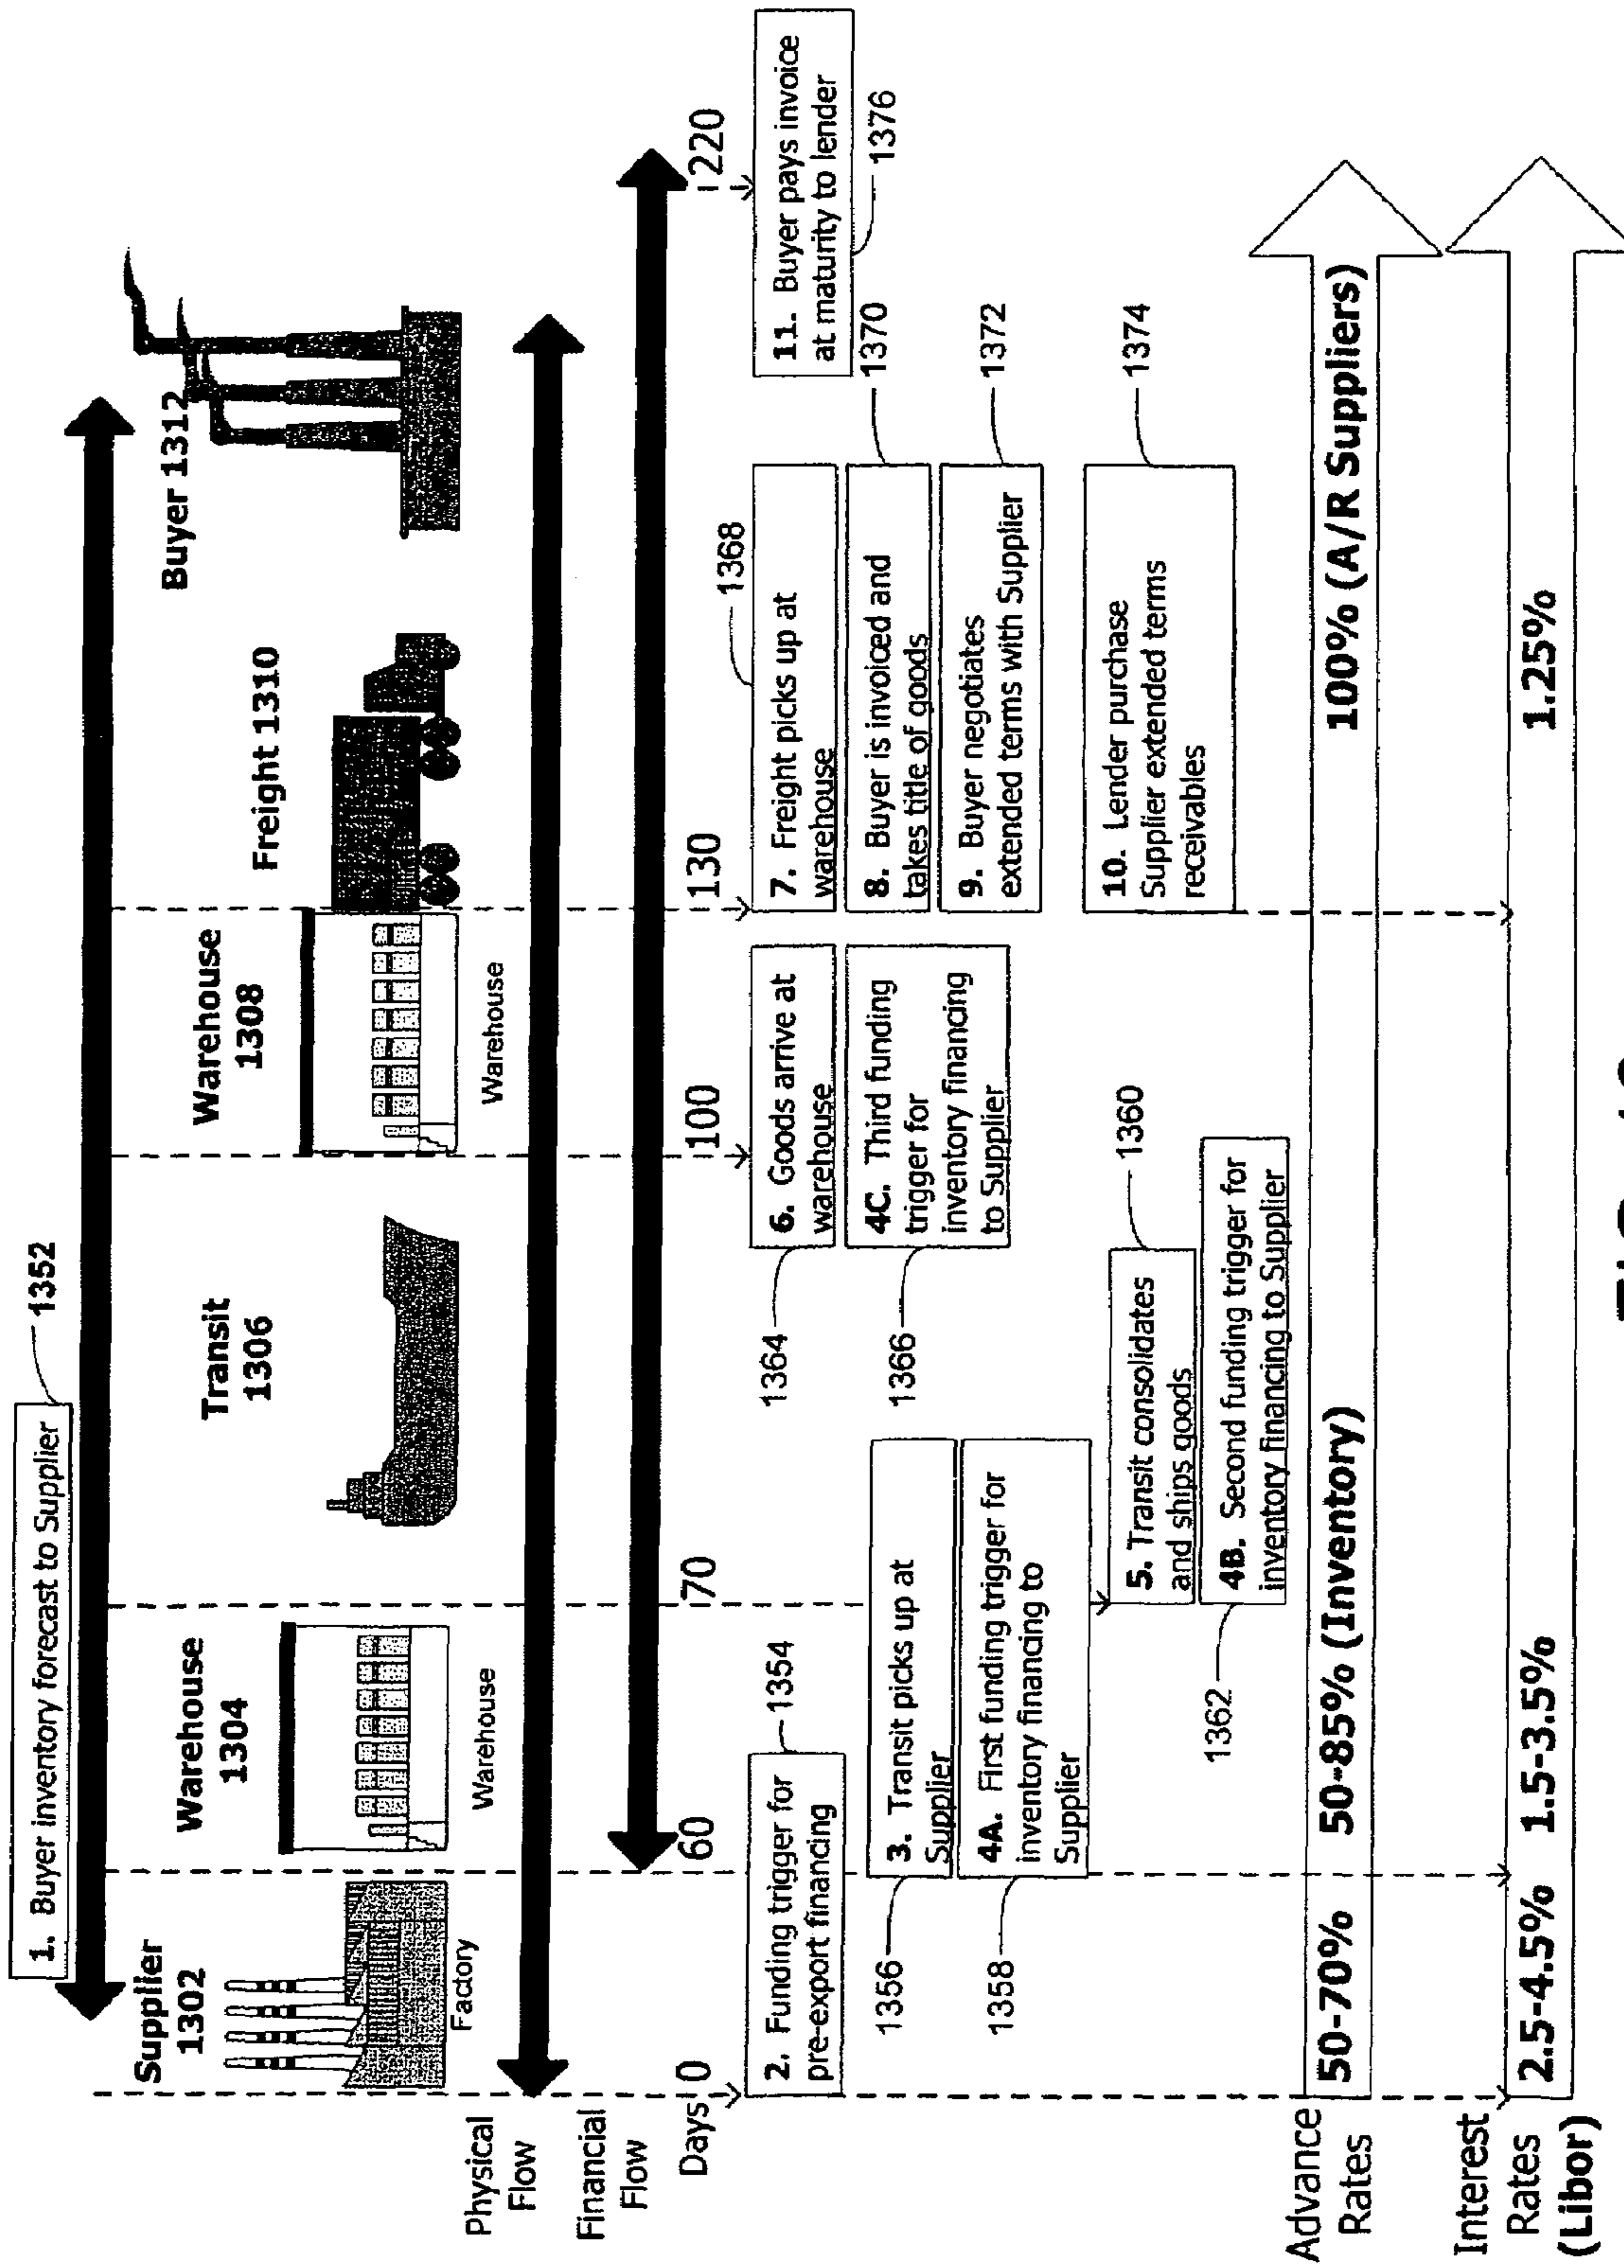 1. Buyer inventory forecast to Supplier
1352
Supplier
1302
Warehouse
1304
Transit
1306
Warehouse
1308
Freight 1310
Buyer 1312
Factory
Warehouse
Warehouse
Physical
Flow
Financial
Flow
Days
0
60
70
100
130
220
2. Funding trigger for
pre-export financing
1354
3. Transit picks up at
Supplier
1356
4A. First funding trigger for
inventory financing to
Supplier
1358
5. Transit consolidates
and ships goods
1360
4B. Second funding trigger for
inventory financing to Supplier
1362
6. Goods arrive at
warehouse
1364
4C. Third funding
trigger for
inventory financing
to Supplier
1366
7. Freight picks up at
warehouse
1368
8. Buyer is invoiced and
takes title of goods
1370
9. Buyer negotiates
extended terms with Supplier
1372
10. Lender purchase
Supplier extended terms
receivables
1374
11. Buyer pays invoice
at maturity to lender
1376
Advance
Rates
50-70%
50-85% (Inventory)
100% (A/R Suppliers)
Interest
Rates
(Libor)
2.5-4.5%
1.5-3.5%
1.25%